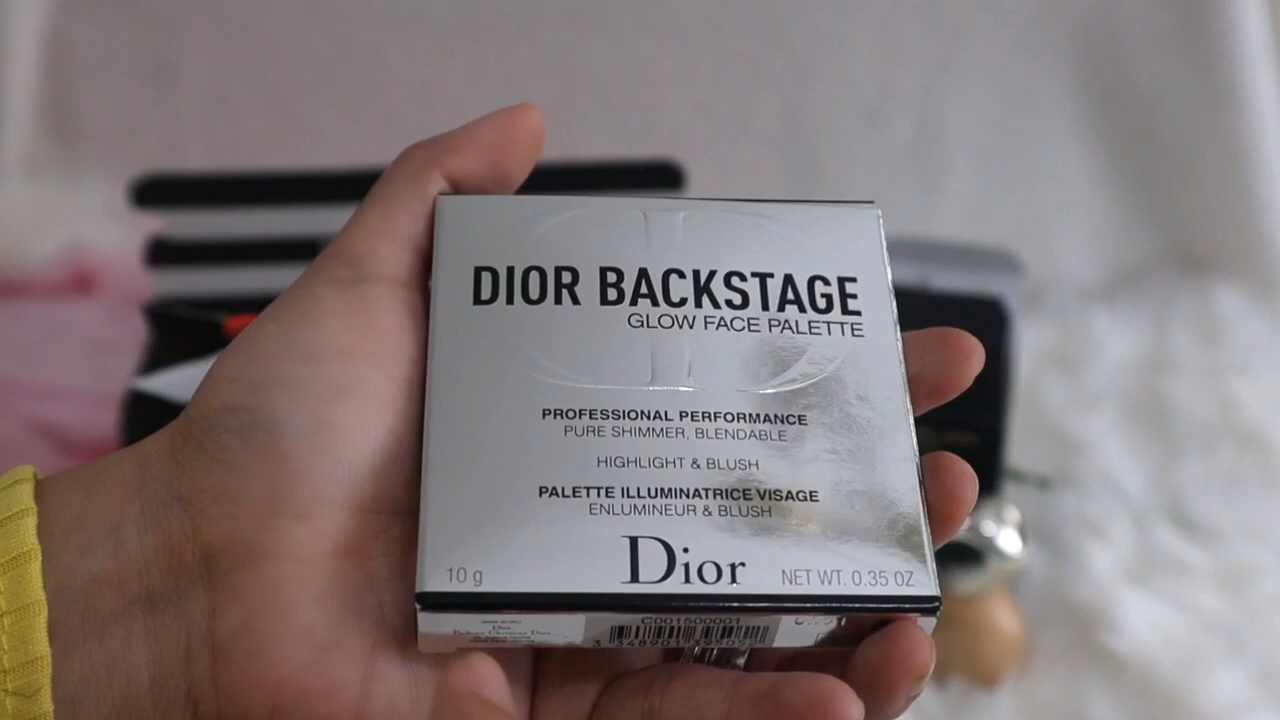 DIOR BACKSTAGE
GLOW FACE PALETTE
PROFESSIONAL PERFORMANCE
PURE SHIMMER, BLENDABLE
HIGHLIGHT & BLUSH
PALETTE ILLUMINATRICE VISAGE
ENLUMINEUR & BLUSH
Dior
10 g
NET WT. 0.35 OZ
C001500001
Dior